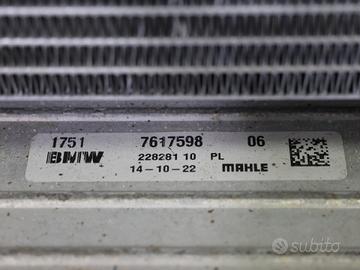 1751 7617598 06
BMW 228281 10 PL
14-10-22 MAHLE
subito